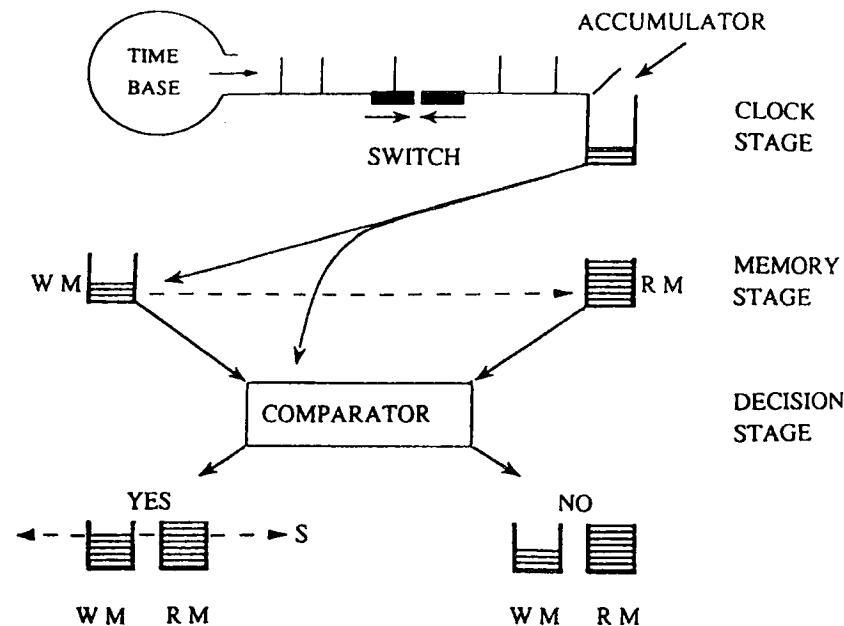 ACCUMULATOR
TIME
BASE
CLOCK
STAGE
SWITCH
W M
R M
MEMORY
STAGE
COMPARATOR
DECISION
STAGE
YES
NO
S
W M
R M
W M
R M